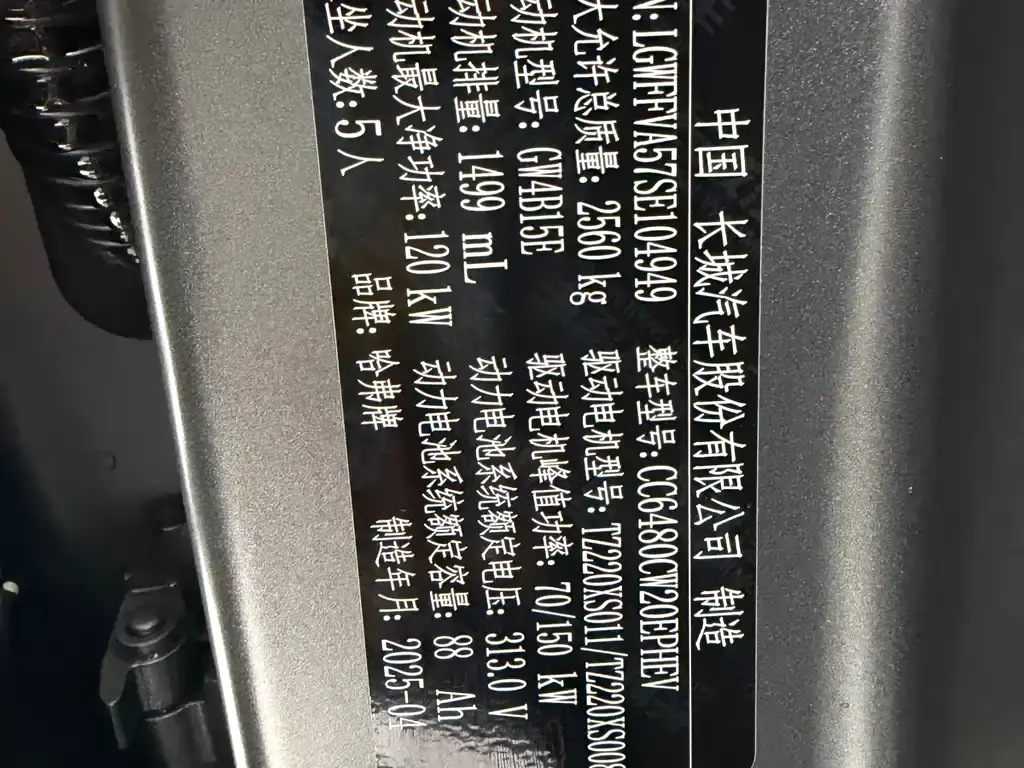 中国 长城汽车股份有限公司 制造
N: LGWFFVA57SE104949 整车型号: CC6480CW20EPHEV
大允许总质量: 2560 kg 驱动电机型号: TZ220XS011/TZ220XS008
动机型号: GW4B15E 驱动电机峰值功率: 70/150 kW
动机排量: 1499 mL 动力电池系统额定电压: 313.0 V
动机最大净功率: 120 kW 动力电池系统额定容量: 88 Ah
坐人数: 5 人 品牌: 哈弗牌 制造年月: 2025-04